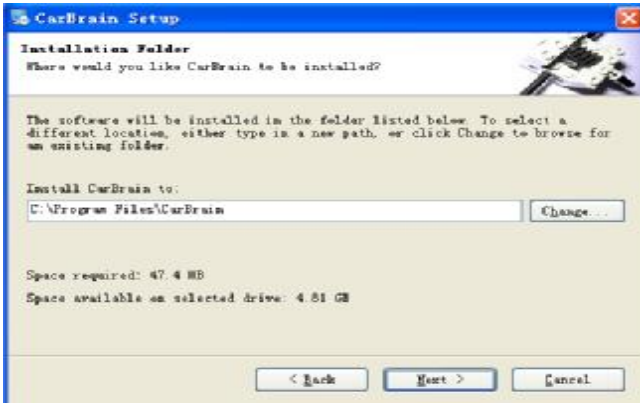 CarBrain Setup
Installation Folder
Where would you like CarBrain to be installed?
The software will be installed in the folder listed below. To select a
different location, either type in a new path, or click Change to browse for
an existing folder.
Install CarBrain to:
C:\Program Files\CarBrain
Change...
Space required: 47.4 MB
Space available on selected drive: 4.81 GB
< Back
Next >
Cancel